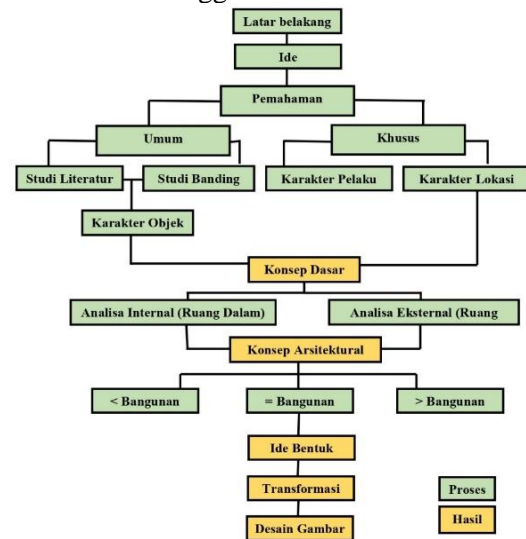 Latar belakang
Ide
Pemahaman
Umum
Khusus
Studi Literatur
Studi Banding
Karakter Pelaku
Karakter Lokasi
Karakter Objek
Konsep Dasar
Analisa Internal (Ruang Dalam)
Analisa Eksternal (Ruang
Konsep Arsitektural
< Bangunan
= Bangunan
> Bangunan
Ide Bentuk
Transformasi
Desain Gambar
Proses
Hasil